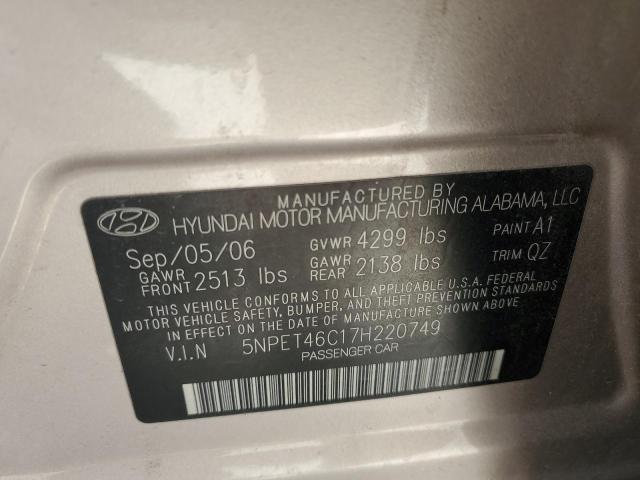 MANUFACTURED BY
HYUNDAI MOTOR MANUFACTURING ALABAMA, LLC
Sep/05/06 GVWR 4299 lbs PAINT A1
GAWR FRONT 2513 lbs GAWR REAR 2138 lbs TRIM QZ
THIS VEHICLE CONFORMS TO ALL APPLICABLE U.S.A. FEDERAL
MOTOR VEHICLE SAFETY, BUMPER, AND THEFT PREVENTION STANDARDS
IN EFFECT ON THE DATE OF MANUFACTURE SHOWN ABOVE.
V.I.N 5NPET46C17H220749
PASSENGER CAR